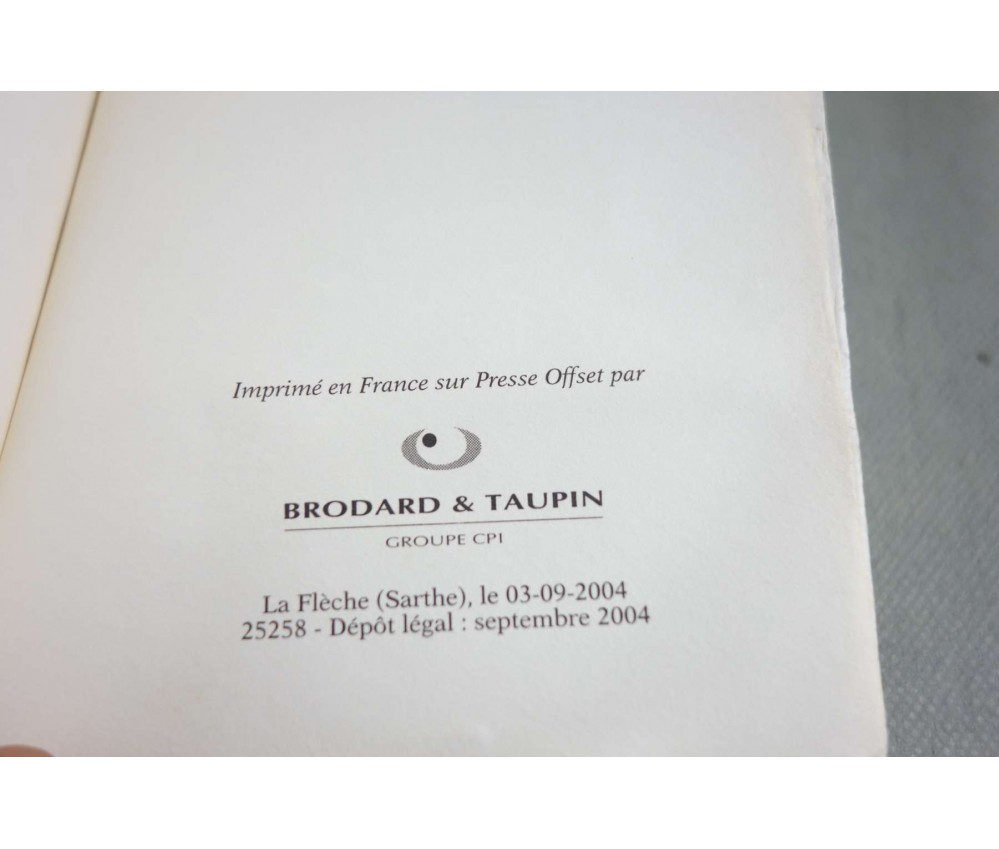 Imprimé en France sur Presse Offset par
BRODARD & TAUPIN
GROUPE CPI
La Flèche (Sarthe), le 03-09-2004
25258 - Dépôt légal : septembre 2004